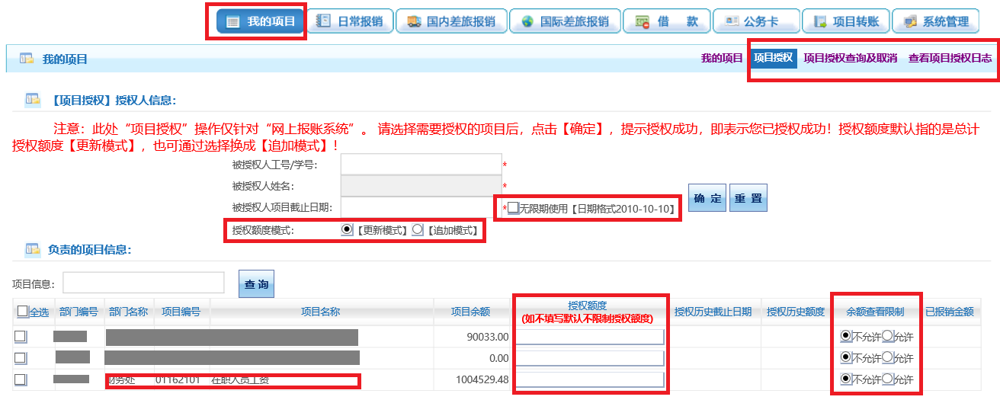 我的项目 日常报销 国内差旅报销 国际差旅报销 借 款 公务卡 项目转账 系统管理
我的项目 我的项目 项目授权 项目授权查询及取消 查看项目授权日志
【项目授权】授权人信息：
注意：此处“项目授权”操作仅针对“网上报账系统”。 请选择需要授权的项目后，点击【确定】，提示授权成功，即表示您已授权成功！授权额度默认指的是总计
授权额度【更新模式】，也可通过选择换成【追加模式】！
被授权人工号/学号： *
被授权人姓名： *
被授权人项目截止日期： *无限期使用【日期格式2010-10-10】
确 定 重 置
授权额度模式： 【更新模式】 【追加模式】
负责的项目信息：
项目信息： 查 询
全选 部门编号 部门名称 项目编号 项目名称 项目余额 授权额度 授权历史截止日期 授权历史额度 余额查看限制 已报销金额
(如不填写默认不限制授权额度)
90033.00 不允许 允许
0.00 不允许 允许
财务处 01162101 在职人员工资 1004529.48 不允许 允许